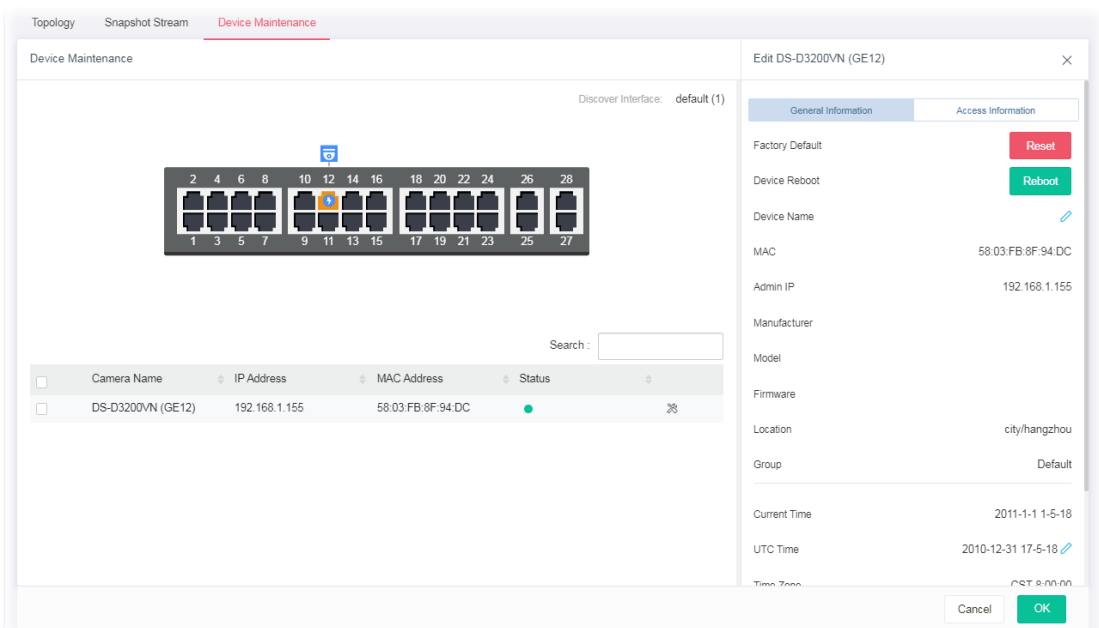 Topology Snapshot Stream Device Maintenance
Device Maintenance
Discover Interface: default (1)
2 4 6 8 10 12 14 16 18 20 22 24 26 28
1 3 5 7 9 11 13 15 17 19 21 23 25 27
Search :
Camera Name IP Address MAC Address Status
DS-D3200VN (GE12) 192.168.1.155 58:03:FB:8F:94:DC
Edit DS-D3200VN (GE12)
General Information Access Information
Factory Default Reset
Device Reboot Reboot
Device Name
MAC 58:03:FB:8F:94:DC
Admin IP 192.168.1.155
Manufacturer
Model
Firmware
Location city/hangzhou
Group Default
Current Time 2011-1-1 1-5-18
UTC Time 2010-12-31 17-5-18
Time Zone CST 8:00:00
Cancel OK